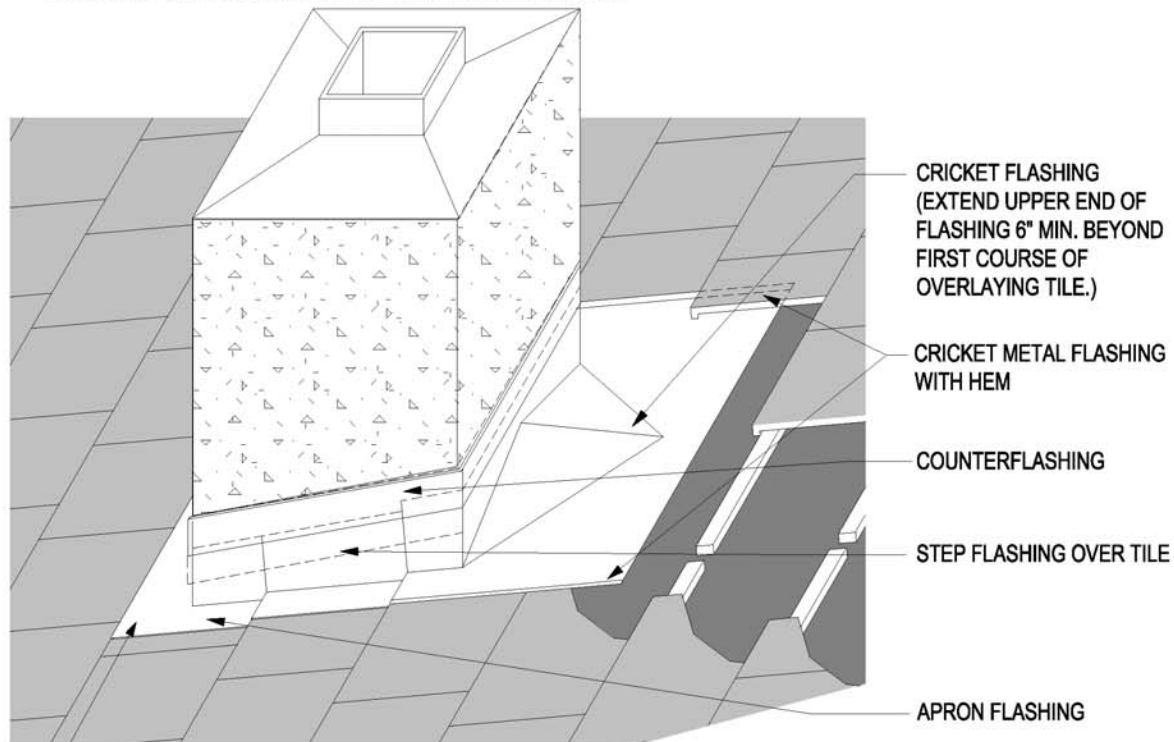 CRICKET FLASHING
(EXTEND UPPER END OF
FLASHING 6" MIN. BEYOND
FIRST COURSE OF
OVERLAYING TILE.)
CRICKET METAL FLASHING
WITH HEM
COUNTERFLASHING
STEP FLASHING OVER TILE
APRON FLASHING